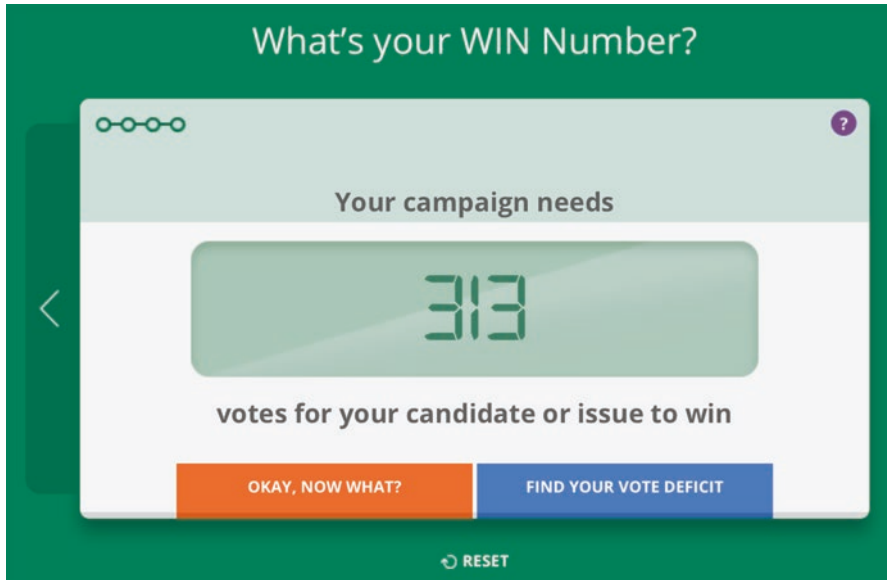 What's your WIN Number?
?
Your campaign needs
313
votes for your candidate or issue to win
OKAY, NOW WHAT?
FIND YOUR VOTE DEFICIT
RESET